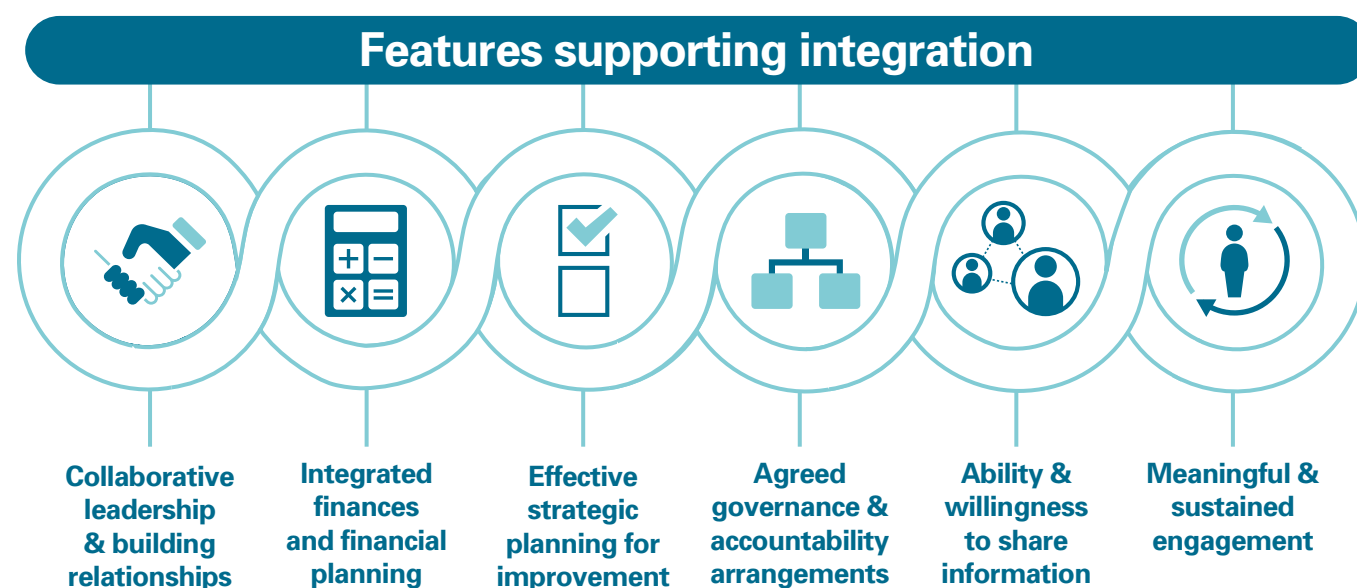 Features supporting integration
Collaborative
leadership
& building
relationships
Integrated
finances
and financial
planning
Effective
strategic
planning for
improvement
Agreed
governance &
accountability
arrangements
Ability &
willingness
to share
information
Meaningful &
sustained
engagement